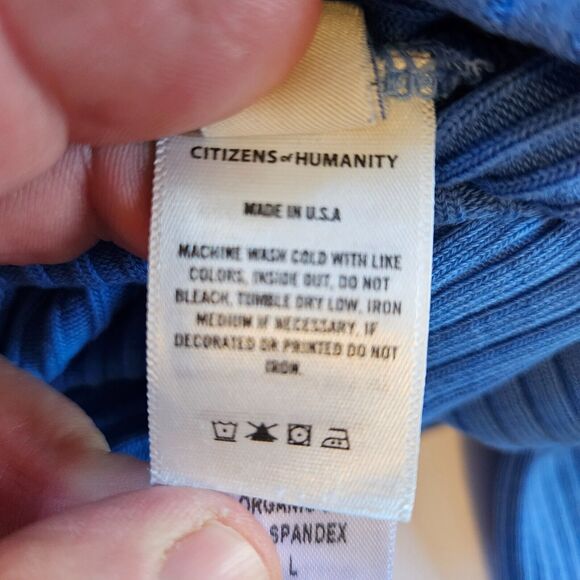 CITIZENS of HUMANITY
MADE IN U.S.A
MACHINE WASH COLD WITH LIKE
COLORS, INSIDE OUT, DO NOT
BLEACH, TUMBLE DRY LOW, IRON
MEDIUM IF NECESSARY, IF
DECORATED OR PRINTED DO NOT
IRON.
SPANDEX
L